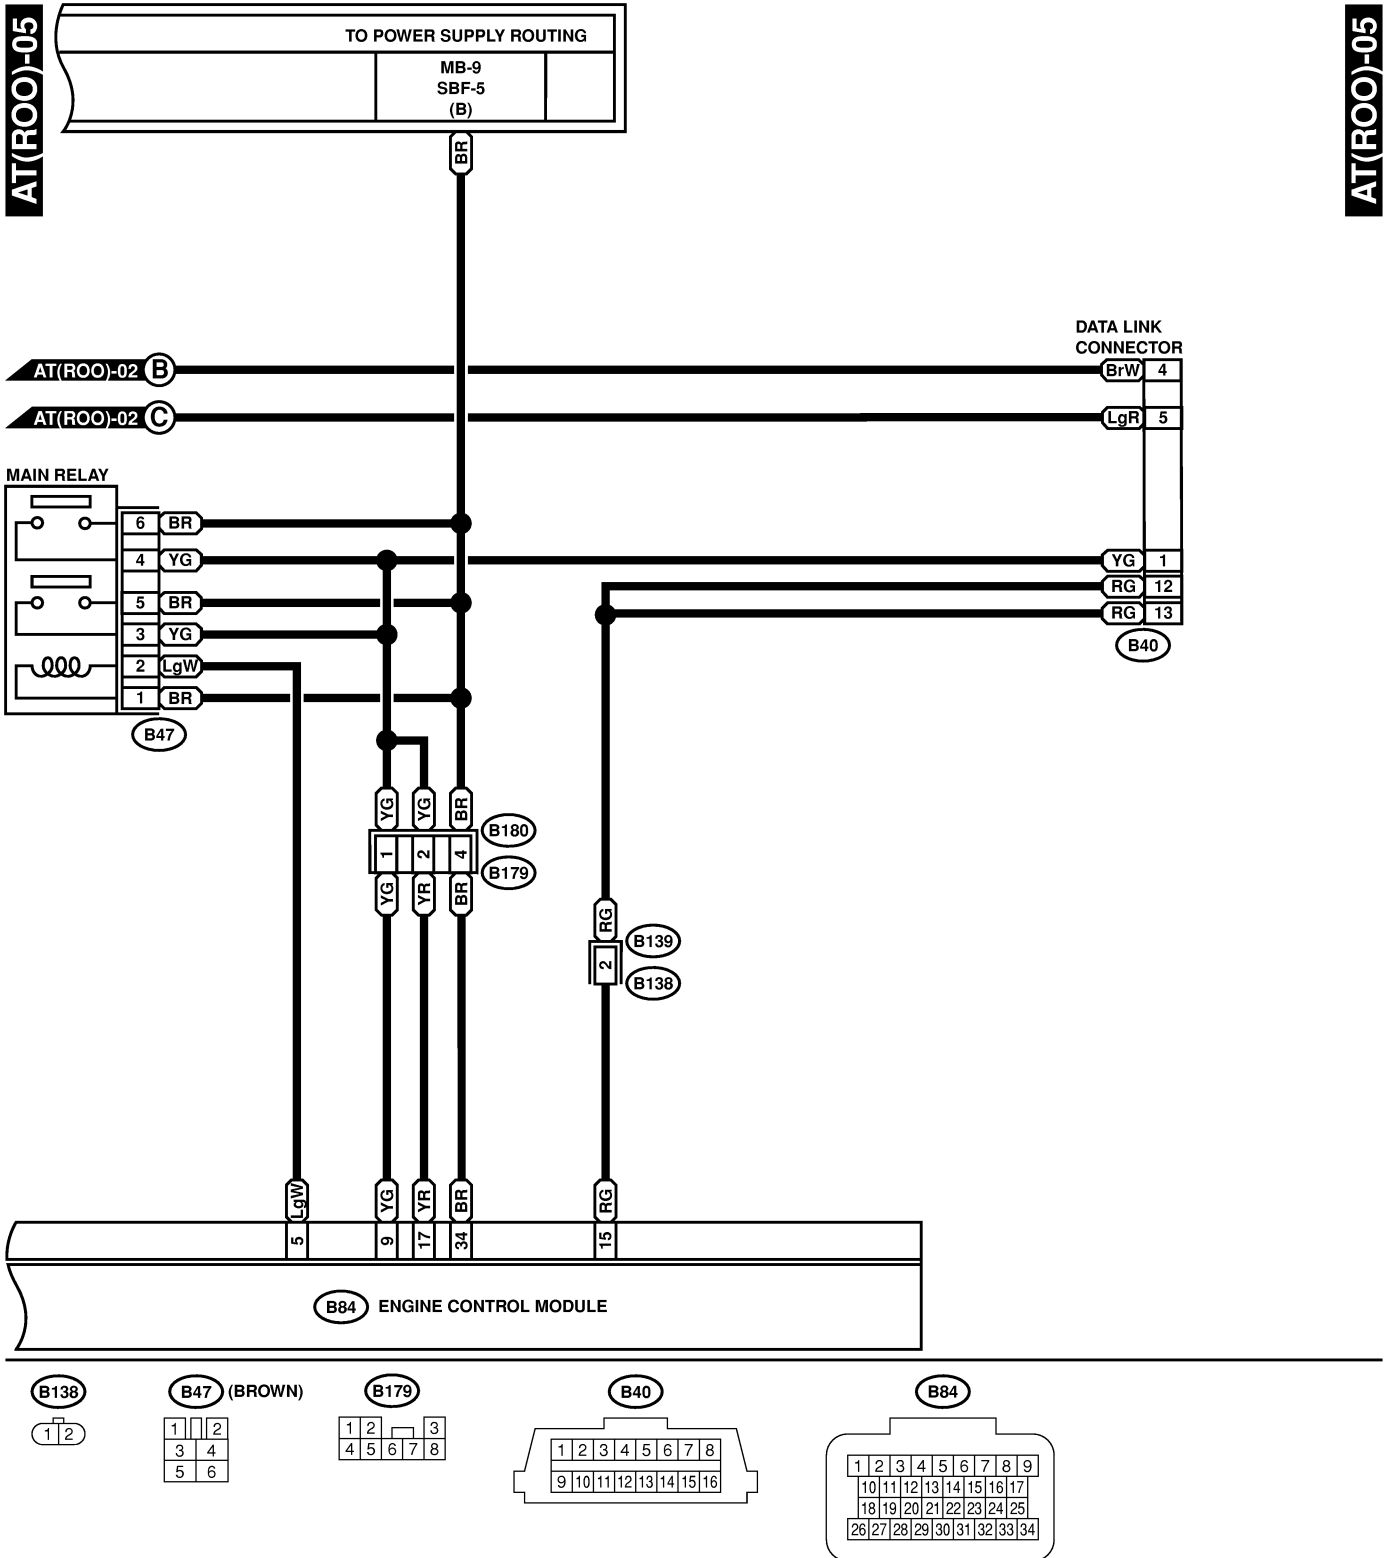 AT(ROO)-05
AT(ROO)-05
TO POWER SUPPLY ROUTING
MB-9
SBF-5
(B)
BR
DATA LINK
CONNECTOR
AT(ROO)-02 B
BrW 4
AT(ROO)-02 C
LgR 5
MAIN RELAY
6 BR
4 YG
YG 1
RG 12
5 BR
RG 13
3 YG
B40
2 LgW
1 BR
B47
YG YG BR
B180
1 2 4
B179
YG YR BR
RG
B139
2
B138
LgW YG YR BR RG
5 9 17 34 15
B84 ENGINE CONTROL MODULE
B138
B47 (BROWN)
B179
B40
B84
1 2
1 2
3 4
5 6
1 2 3
4 5 6 7 8
1 2 3 4 5 6 7 8
9 10 11 12 13 14 15 16
1 2 3 4 5 6 7 8 9
10 11 12 13 14 15 16 17
18 19 20 21 22 23 24 25
26 27 28 29 30 31 32 33 34